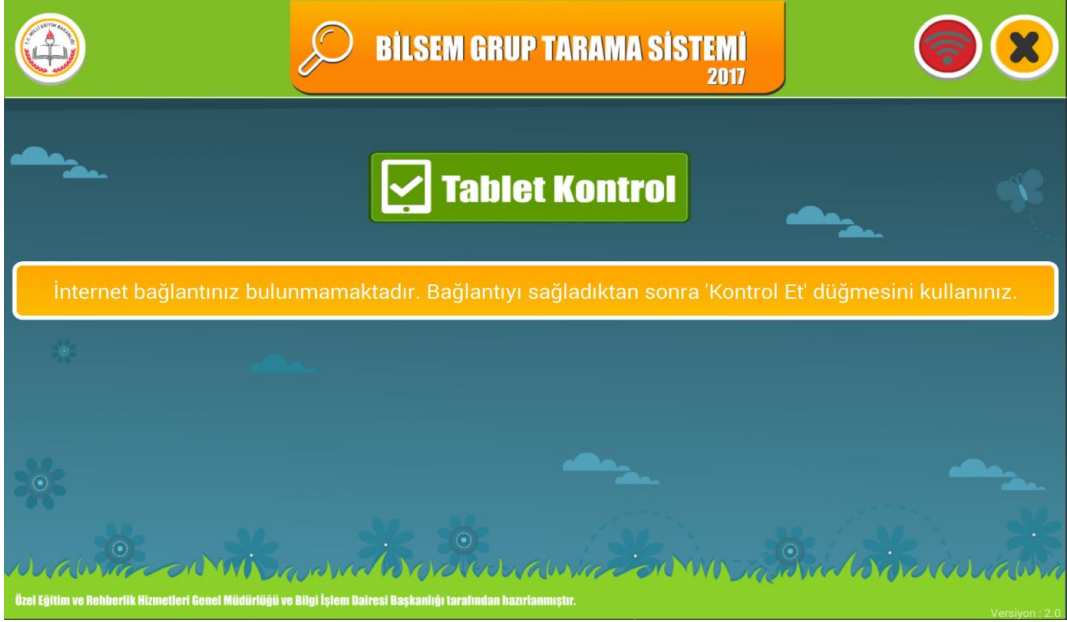 BİLSEM GRUP TARAMA SİSTEMİ
2017
Tablet Kontrol
İnternet bağlantınız bulunmamaktadır. Bağlantıyı sağladıktan sonra 'Kontrol Et' düğmesini kullanınız.
Özel Eğitim ve Rehberlik Hizmetleri Genel Müdürlüğü ve Bilgi İşlem Dairesi Başkanlığı tarafından hazırlanmıştır.
Versiyon : 2.0